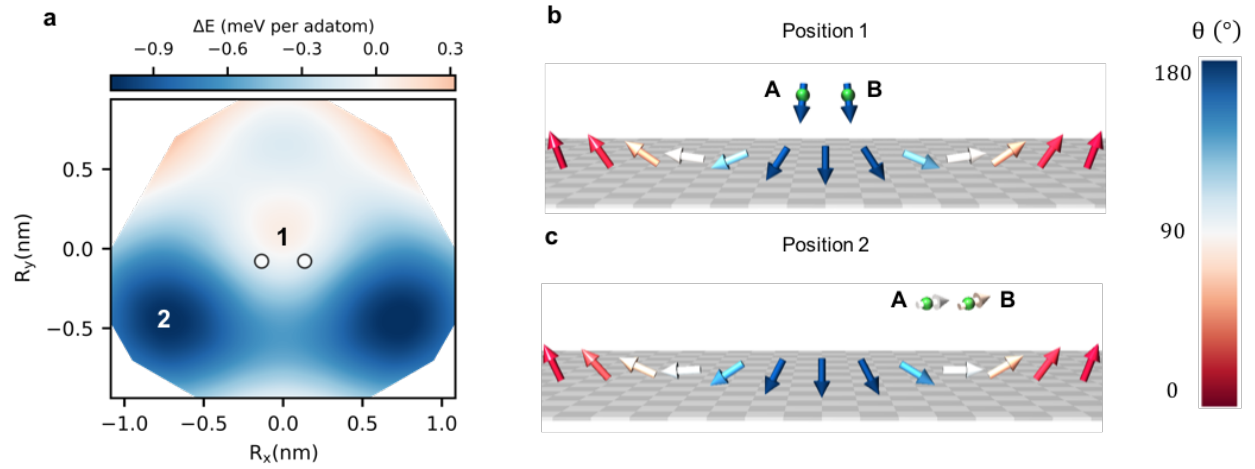 a
ΔE (meV per adatom)
−0.9 −0.6 −0.3 0.0 0.3
1
2
0.5
0.0
−0.5
R_y(nm)
−1.0 −0.5 0.0 0.5 1.0
R_x(nm)
b
Position 1
A B
c
Position 2
A B
θ (°)
180
90
0